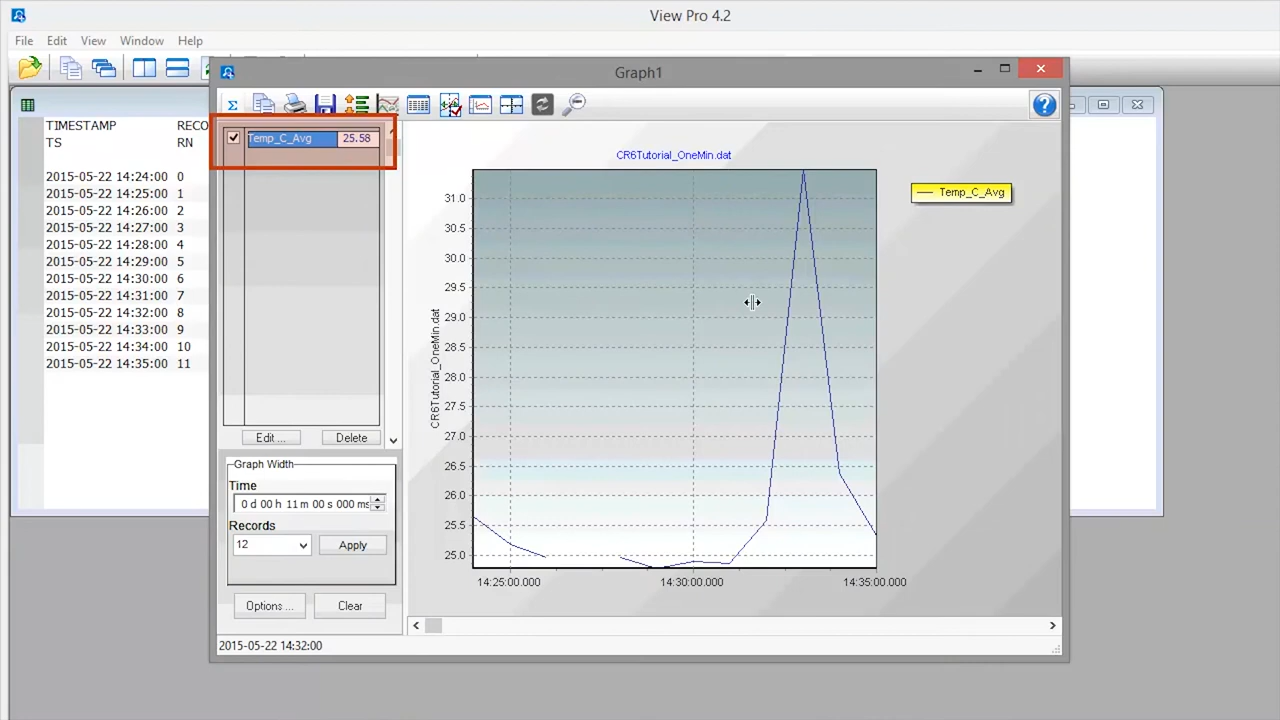 View Pro 4.2
File Edit View Window Help
Graph1
TIMESTAMP RECO
TS RN
2015-05-22 14:24:00 0
2015-05-22 14:25:00 1
2015-05-22 14:26:00 2
2015-05-22 14:27:00 3
2015-05-22 14:28:00 4
2015-05-22 14:29:00 5
2015-05-22 14:30:00 6
2015-05-22 14:31:00 7
2015-05-22 14:32:00 8
2015-05-22 14:33:00 9
2015-05-22 14:34:00 10
2015-05-22 14:35:00 11
Temp_C_Avg 25.58
Edit ... Delete
Graph Width
Time
0 d 00 h 11 m 00 s 000 ms
Records
12 Apply
Options ... Clear
2015-05-22 14:32:00
CR6Tutorial_OneMin.dat
Temp_C_Avg
CR6Tutorial_OneMin.dat
31.0
30.5
30.0
29.5
29.0
28.5
28.0
27.5
27.0
26.5
26.0
25.5
25.0
14:25:00.000 14:30:00.000 14:35:00.000